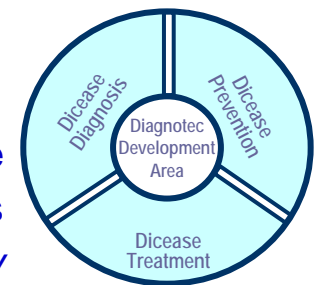 Dicease
Diagnosis
Dicease
Prevention
Diagnotec
Development
Area
Dicease
Treatment
e
s